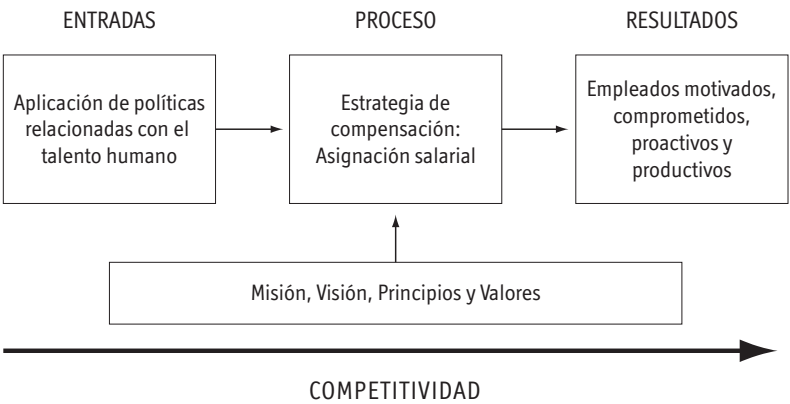 ENTRADAS
PROCESO
RESULTADOS
Aplicación de políticas
relacionadas con el
talento humano
Estrategia de
compensación:
Asignación salarial
Empleados motivados,
comprometidos,
proactivos y
productivos
Misión, Visión, Principios y Valores
COMPETITIVIDAD